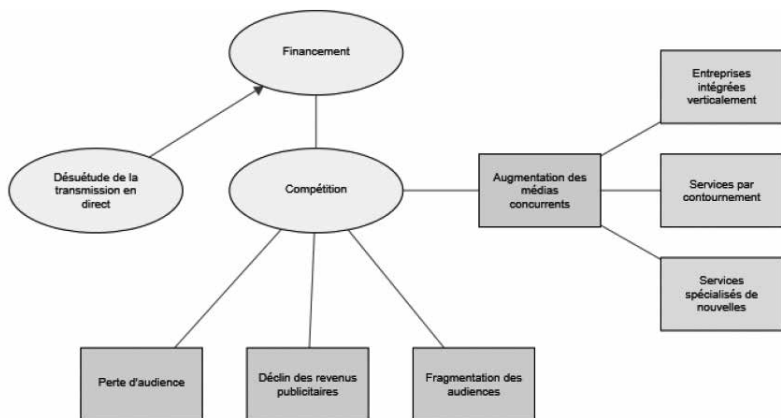 Financement
Entreprises
intégrées
verticalement
Désuétude de la
transmission en
direct
Compétition
Augmentation des
médias
concurrents
Services par
contournement
Services
spécialisés de
nouvelles
Perte d'audience
Déclin des revenus
publicitaires
Fragmentation des
audiences